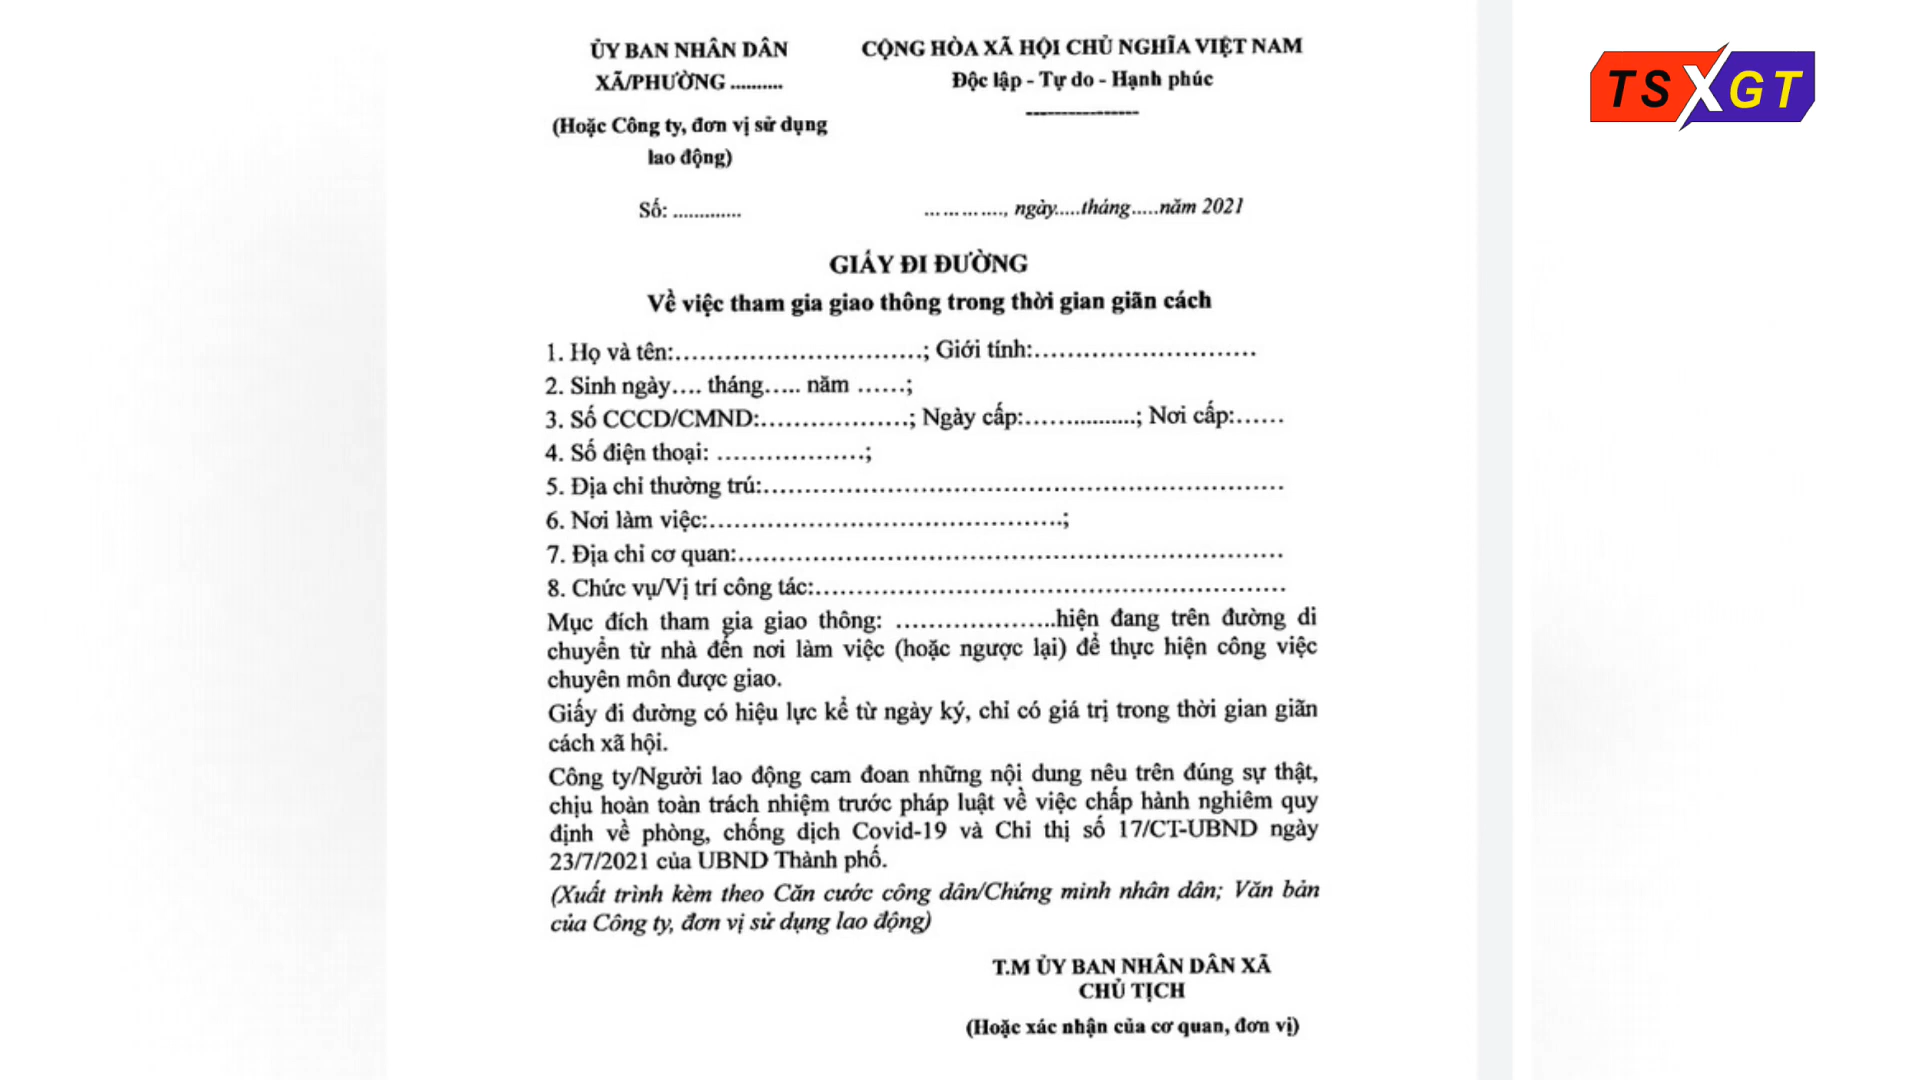 ỦY BAN NHÂN DÂN
XÃ/PHƯỜNG ..........
(Hoặc Công ty, đơn vị sử dụng
lao động)
Số: .............
CỘNG HÒA XÃ HỘI CHỦ NGHĨA VIỆT NAM
Độc lập - Tự do - Hạnh phúc
----------------
…………., ngày.....tháng.....năm 2021
TSXGT
GIẤY ĐI ĐƯỜNG
Về việc tham gia giao thông trong thời gian giãn cách
1. Họ và tên:…………………………; Giới tính:………………………
2. Sinh ngày…. tháng….. năm ……;
3. Số CCCD/CMND:………………; Ngày cấp:…….............; Nơi cấp:……
4. Số điện thoại: ………………;
5. Địa chỉ thường trú:………………………………………………………
6. Nơi làm việc:…………………………………….;
7. Địa chỉ cơ quan:…………………………………………………………
8. Chức vụ/Vị trí công tác:…………………………………………………
Mục đích tham gia giao thông: ………………..hiện đang trên đường di
chuyển từ nhà đến nơi làm việc (hoặc ngược lại) để thực hiện công việc
chuyên môn được giao.
Giấy đi đường có hiệu lực kể từ ngày ký, chỉ có giá trị trong thời gian giãn
cách xã hội.
Công ty/Người lao động cam đoan những nội dung nêu trên đúng sự thật,
chịu hoàn toàn trách nhiệm trước pháp luật về việc chấp hành nghiêm quy
định về phòng, chống dịch Covid-19 và Chỉ thị số 17/CT-UBND ngày
23/7/2021 của UBND Thành phố.
(Xuất trình kèm theo Căn cước công dân/Chứng minh nhân dân; Văn bản
của Công ty, đơn vị sử dụng lao động)
T.M ỦY BAN NHÂN DÂN XÃ
CHỦ TỊCH
(Hoặc xác nhận của cơ quan, đơn vị)